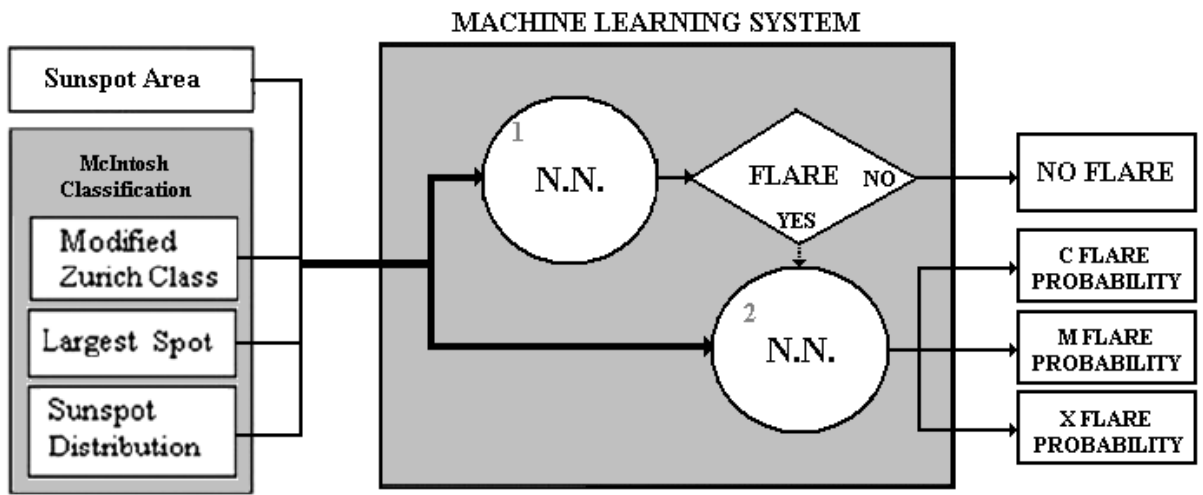 MACHINE LEARNING SYSTEM
Sunspot Area
McIntosh
Classification
Modified
Zurich Class
Largest Spot
Sunspot
Distribution
1
N.N.
FLARE
NO
YES
2
N.N.
NO FLARE
C FLARE
PROBABILITY
M FLARE
PROBABILITY
X FLARE
PROBABILITY